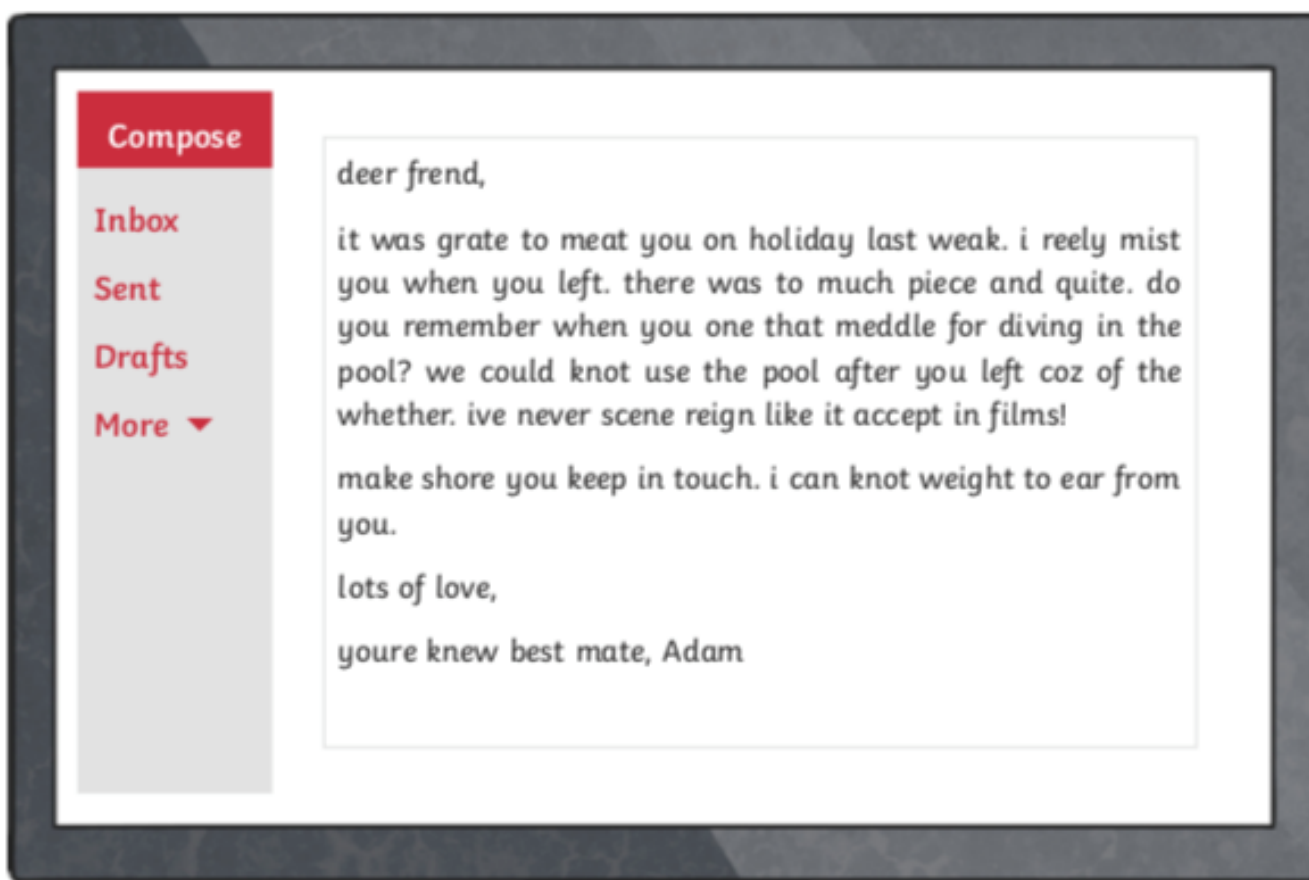 Compose
Inbox
Sent
Drafts
More
deer frend,
it was grate to meat you on holiday last weak. i reely mist
you when you left. there was to much piece and quite. do
you remember when you one that meddle for diving in the
pool? we could knot use the pool after you left coz of the
whether. ive never scene reign like it accept in films!
make shore you keep in touch. i can knot weight to ear from
you.
lots of love,
youre knew best mate, Adam